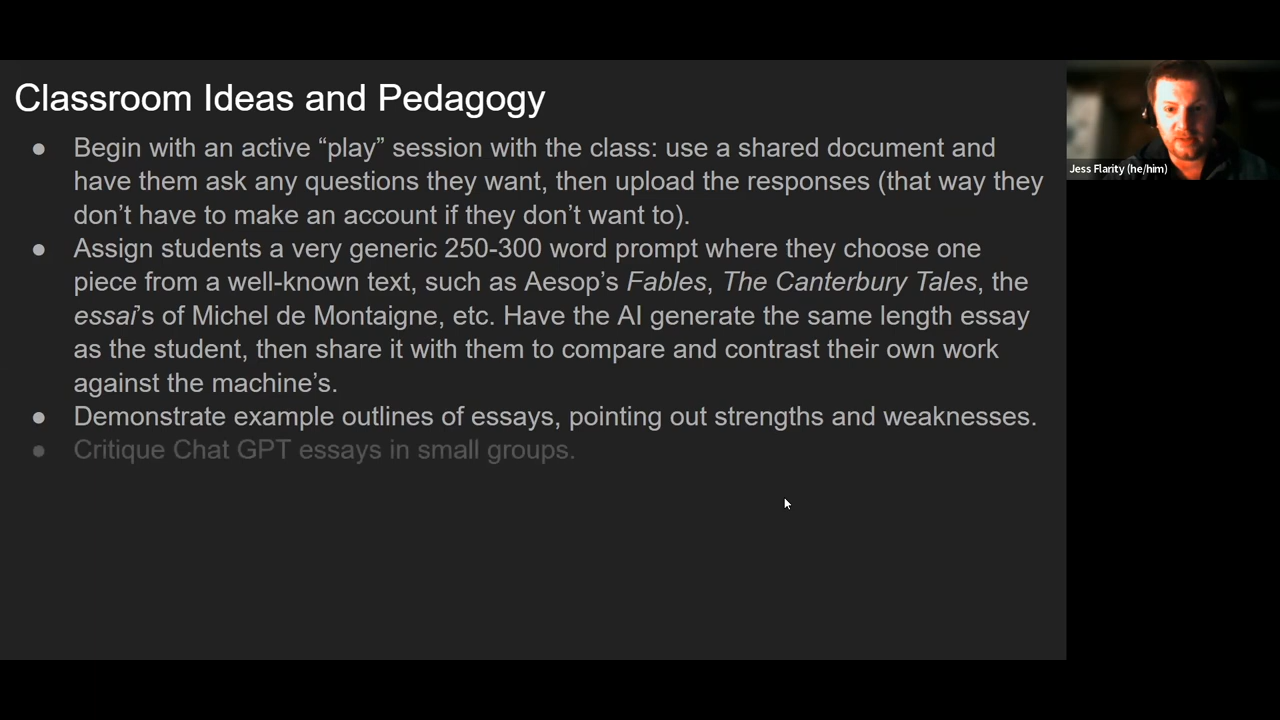 Classroom Ideas and Pedagogy
● Begin with an active “play” session with the class: use a shared document and
have them ask any questions they want, then upload the responses (that way they
don’t have to make an account if they don’t want to).
● Assign students a very generic 250-300 word prompt where they choose one
piece from a well-known text, such as Aesop’s Fables, The Canterbury Tales, the
essai’s of Michel de Montaigne, etc. Have the AI generate the same length essay
as the student, then share it with them to compare and contrast their own work
against the machine’s.
● Demonstrate example outlines of essays, pointing out strengths and weaknesses.
● Critique Chat GPT essays in small groups.
Jess Flarity (he/him)